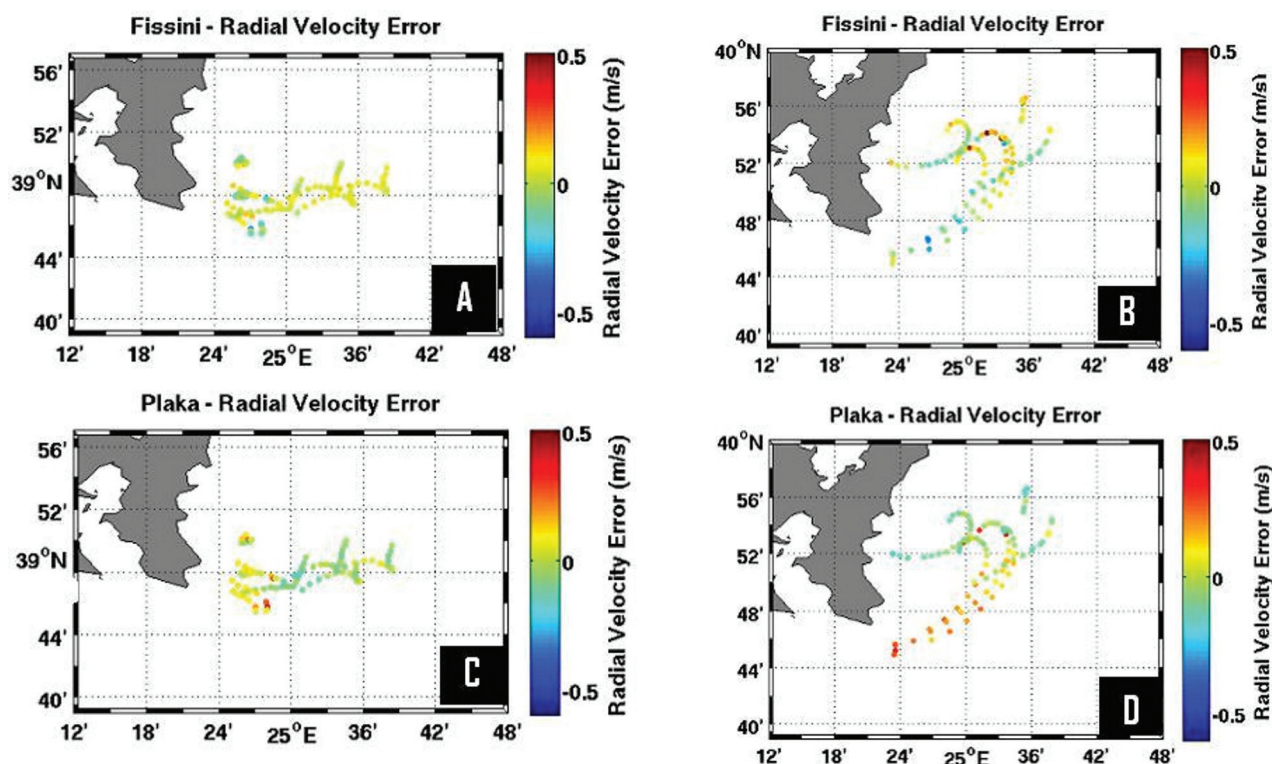 Fissini - Radial Velocity Error
56'
52'
39°N
44'
40'
12'
18'
24'
25°E
36'
42'
48'
0.5
0
-0.5
Radial Velocity Error (m/s)
A
Fissini - Radial Velocity Error
40°N
56'
52'
48'
44'
40'
12'
18'
24'
25°E
36'
42'
48'
0.5
0
-0.5
Radial Velocity Error (m/s)
B
Plaka - Radial Velocity Error
56'
52'
39°N
44'
40'
12'
18'
24'
25°E
36'
42'
48'
0.5
0
-0.5
Radial Velocity Error (m/s)
C
Plaka - Radial Velocity Error
40°N
56'
52'
48'
44'
40'
12'
18'
24'
25°E
36'
42'
48'
0.5
0
-0.5
Radial Velocity Error (m/s)
D